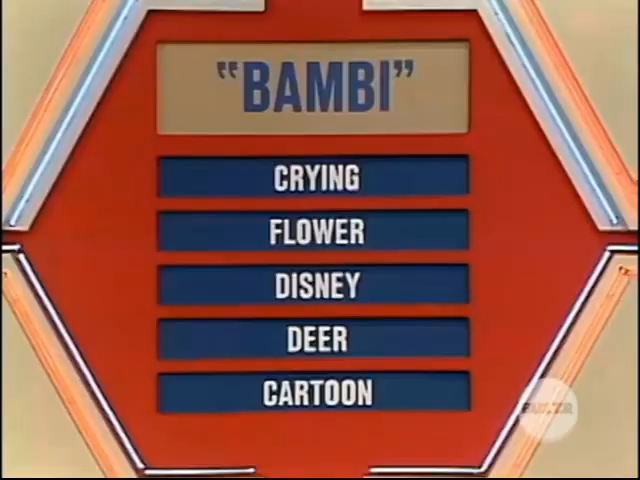 "BAMBI"
CRYING
FLOWER
DISNEY
DEER
CARTOON